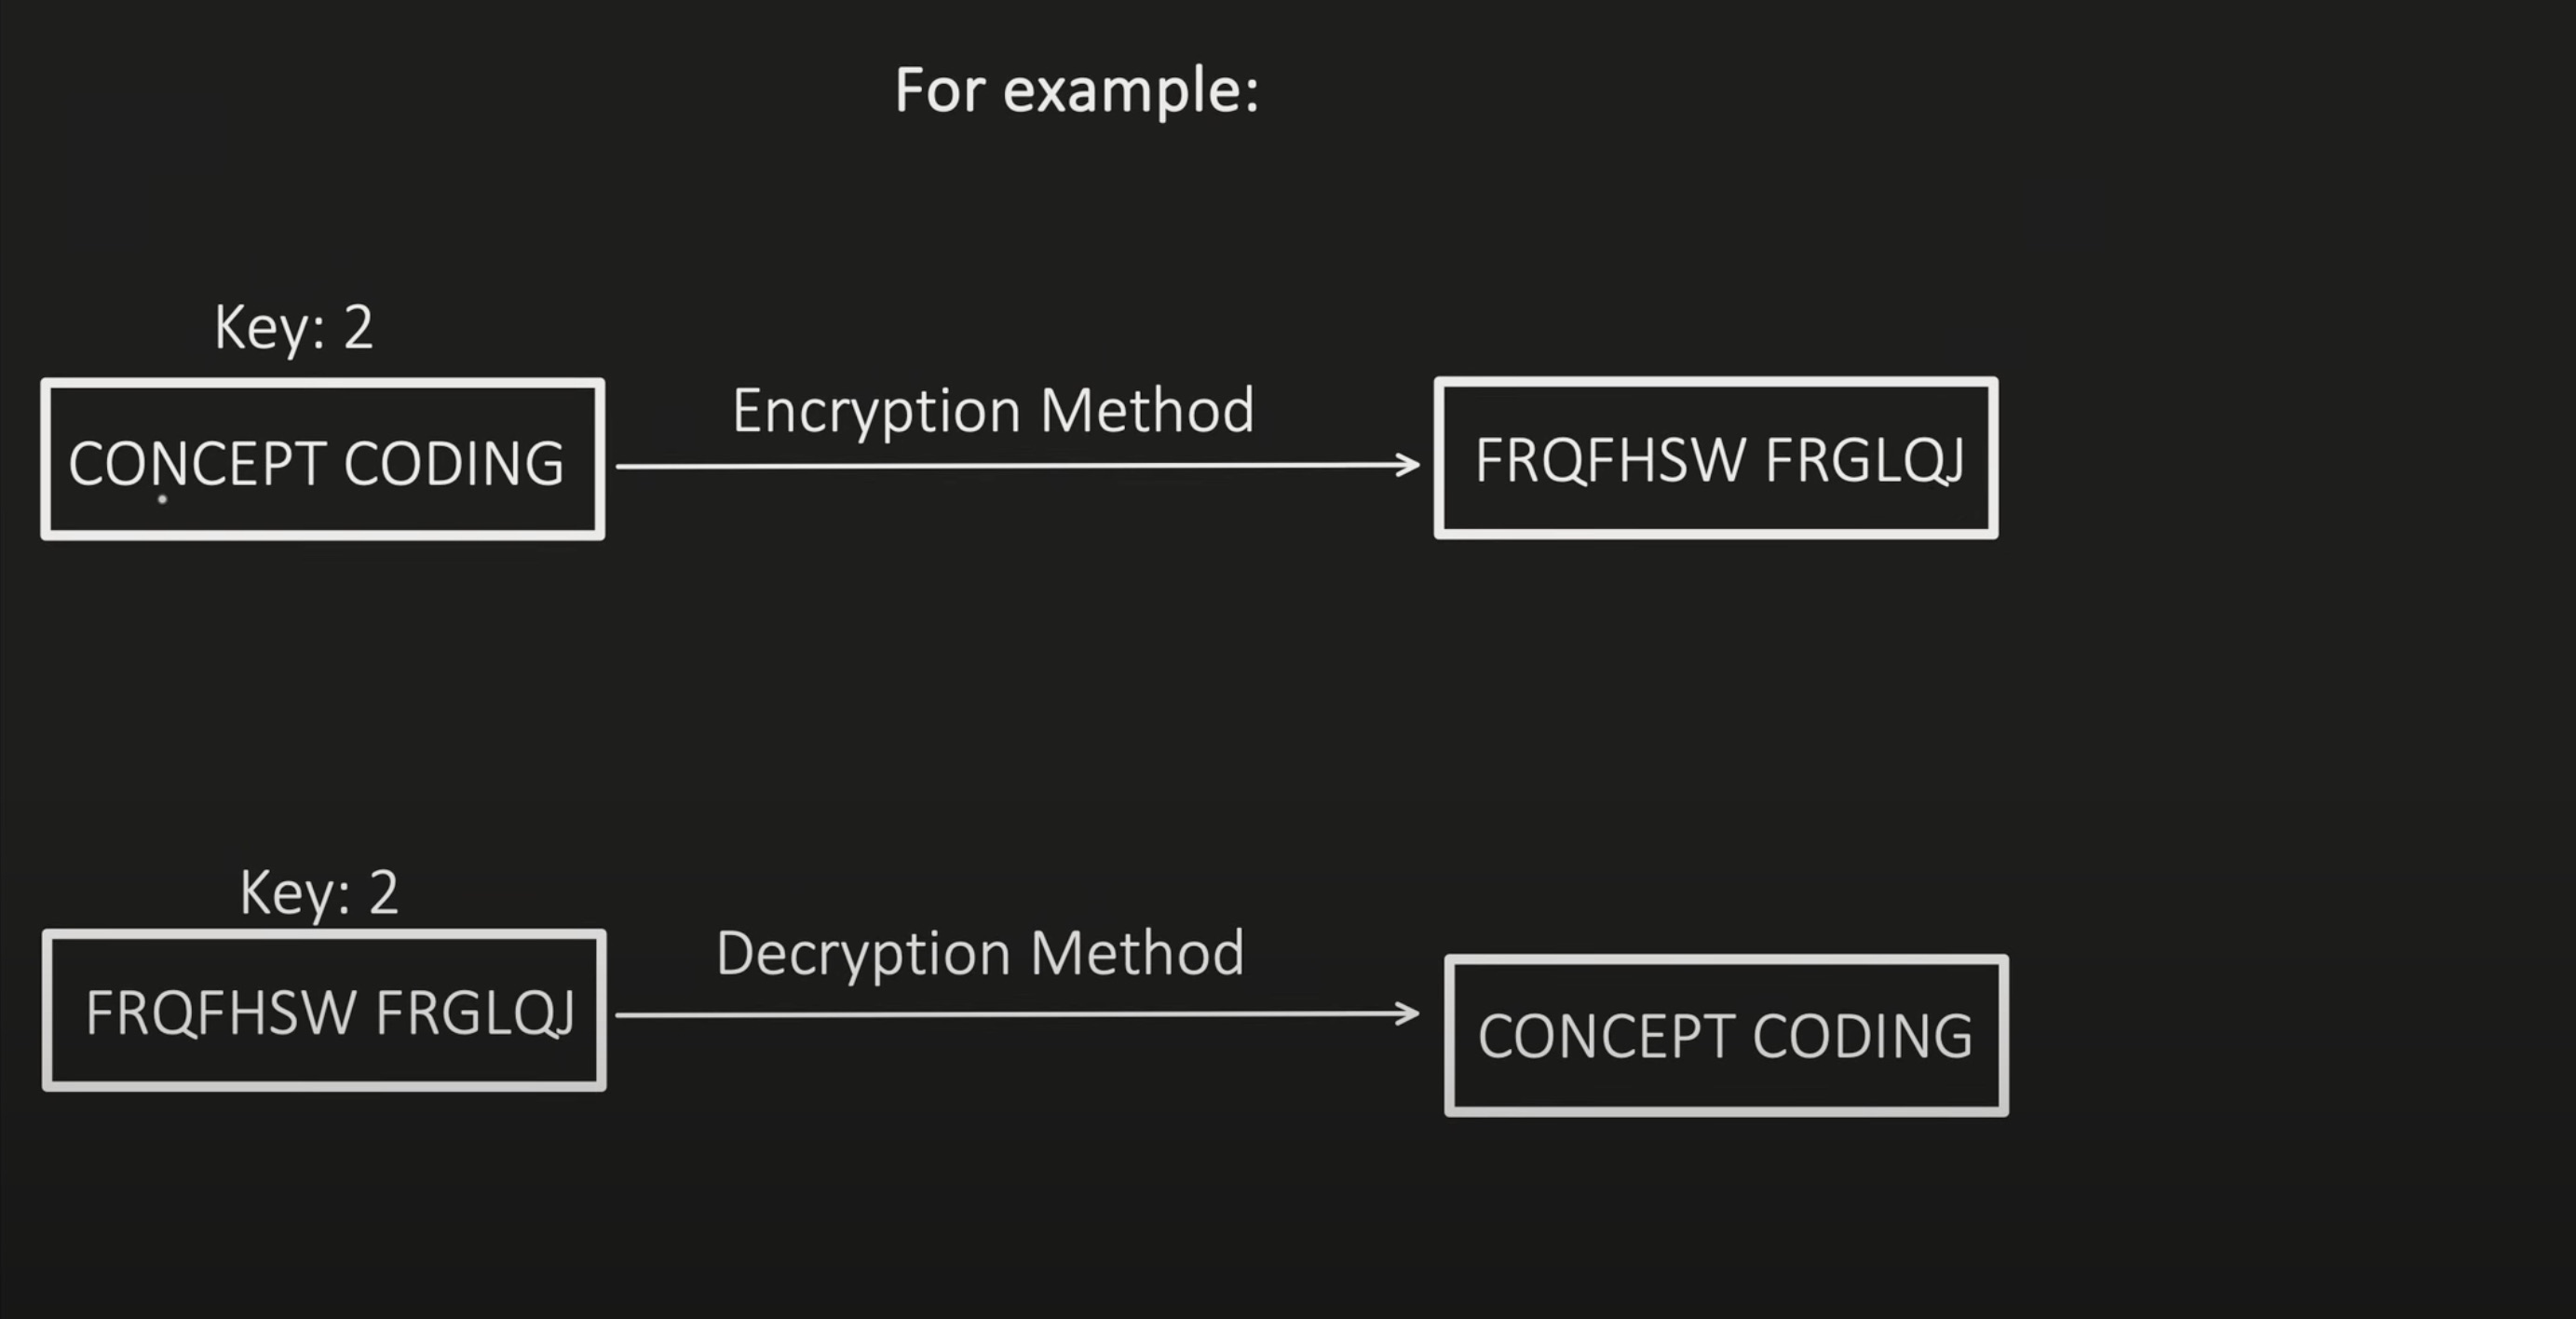 For example:
Key: 2
CONCEPT CODING
Encryption Method
FRQFHSW FRGLQJ
Key: 2
FRQFHSW FRGLQJ
Decryption Method
CONCEPT CODING